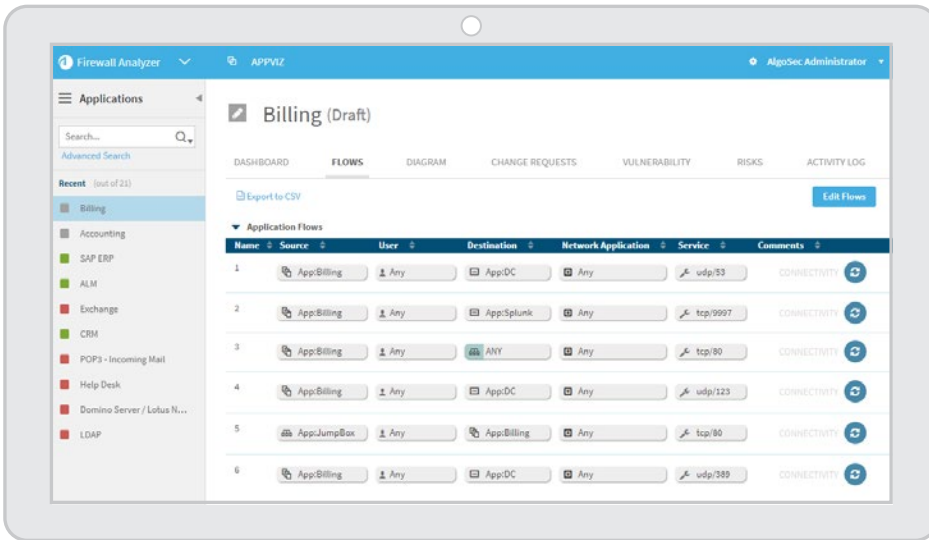 Firewall Analyzer APPVIZ AlgoSec Administrator
Applications
Search...
Advanced Search
Recent (out of 21)
Billing
Accounting
SAP ERP
ALM
Exchange
CRM
POP3 - Incoming Mail
Help Desk
Domino Server / Lotus N...
LDAP
Billing (Draft)
DASHBOARD FLOWS DIAGRAM CHANGE REQUESTS VULNERABILITY RISKS ACTIVITY LOG
Export to CSV Edit Flows
Application Flows
Name Source User Destination Network Application Service Comments
1 App:Billing Any App:DC Any udp/53 CONNECTIVITY
2 App:Billing Any App:Splunk Any tcp/9997 CONNECTIVITY
3 App:Billing Any ANY Any tcp/80 CONNECTIVITY
4 App:Billing Any App:DC Any udp/123 CONNECTIVITY
5 App:JumpBox Any App:Billing Any tcp/80 CONNECTIVITY
6 App:Billing Any App:DC Any udp/389 CONNECTIVITY